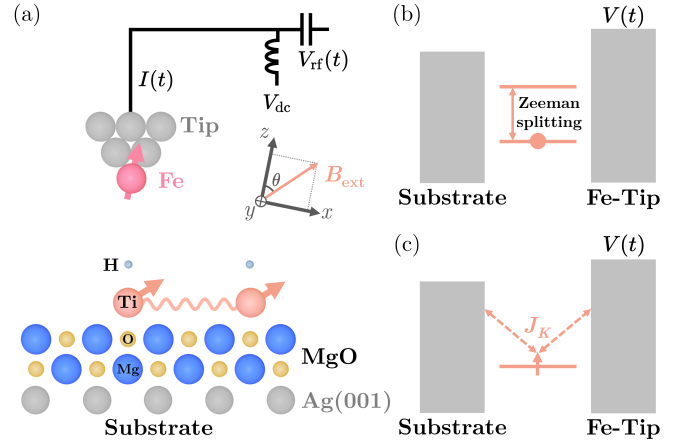 (a)
I(t)
V_rf(t)
V_dc
Tip
Fe
z
θ
B_ext
y
x
H
Ti
O
Mg
MgO
Ag(001)
Substrate
(b)
V(t)
Zeeman
splitting
Substrate
Fe-Tip
(c)
V(t)
J_K
Substrate
Fe-Tip